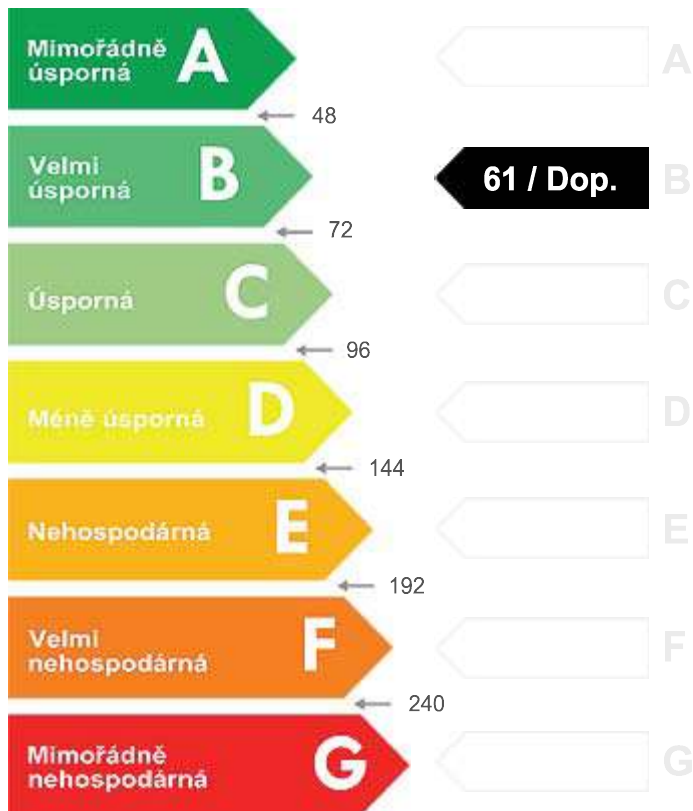 Mimořádně
úsporná
A
A
48
Velmi
úsporná
B
61 / Dop.
B
72
Úsporná
C
C
96
Méně úsporná
D
D
144
Nehospodárná
E
E
192
Velmi
nehospodárná
F
F
240
Mimořádně
nehospodárná
G
G